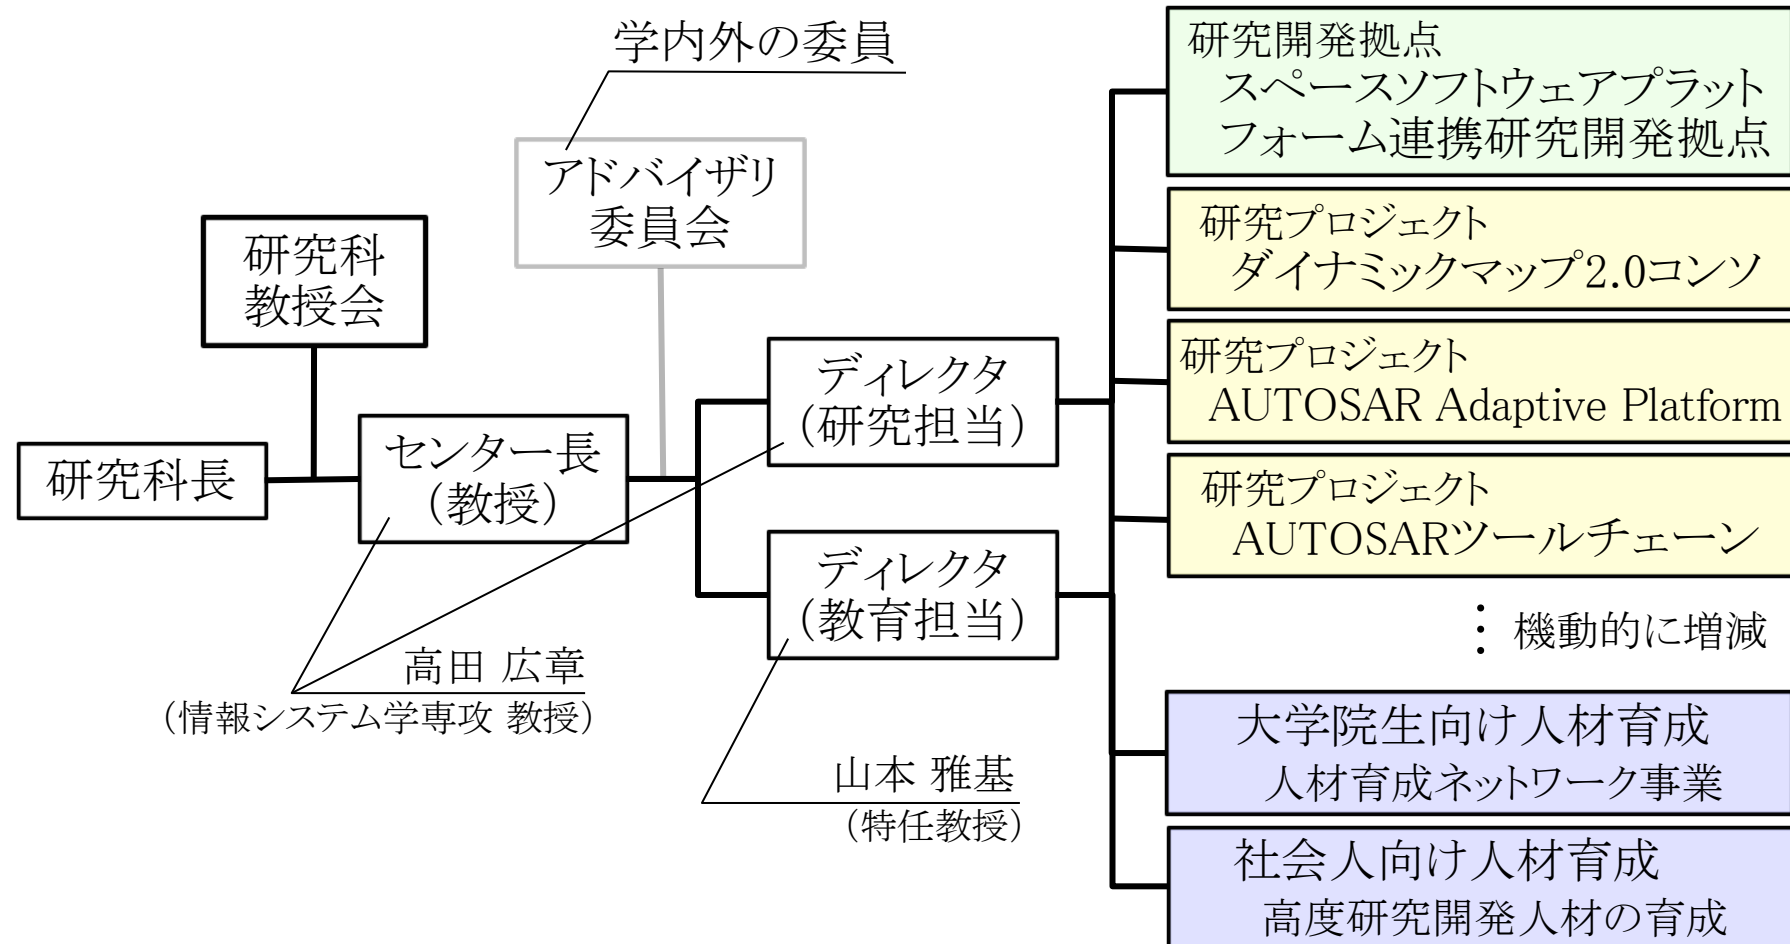 学内外の委員
アドバイザリ
委員会
研究科
教授会
研究科長
センター長
（教授）
ディレクタ
（研究担当）
ディレクタ
（教育担当）
高田 広章
（情報システム学専攻 教授）
山本 雅基
（特任教授）
研究開発拠点
スペースソフトウェアプラット
フォーム連携研究開発拠点
研究プロジェクト
ダイナミックマップ2.0コンソ
研究プロジェクト
AUTOSAR Adaptive Platform
研究プロジェクト
AUTOSARツールチェーン
⋮ 機動的に増減
大学院生向け人材育成
人材育成ネットワーク事業
社会人向け人材育成
高度研究開発人材の育成